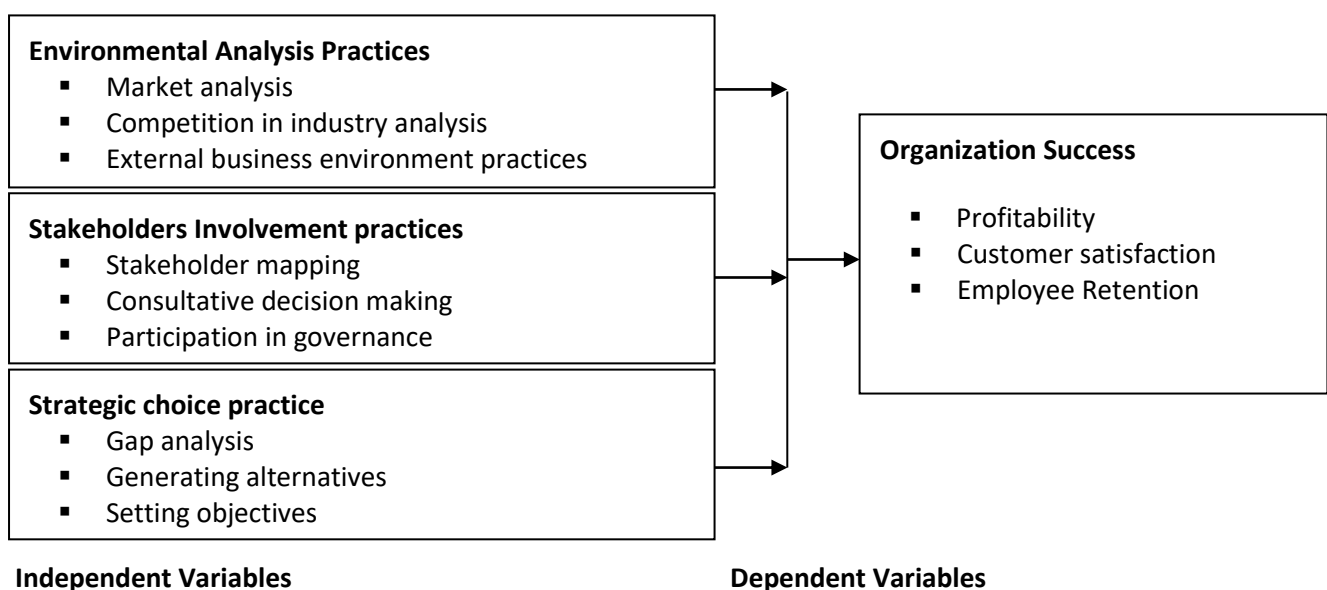 Environmental Analysis Practices
▪ Market analysis
▪ Competition in industry analysis
▪ External business environment practices
Stakeholders Involvement practices
▪ Stakeholder mapping
▪ Consultative decision making
▪ Participation in governance
Strategic choice practice
▪ Gap analysis
▪ Generating alternatives
▪ Setting objectives
Organization Success
▪ Profitability
▪ Customer satisfaction
▪ Employee Retention
Independent Variables
Dependent Variables